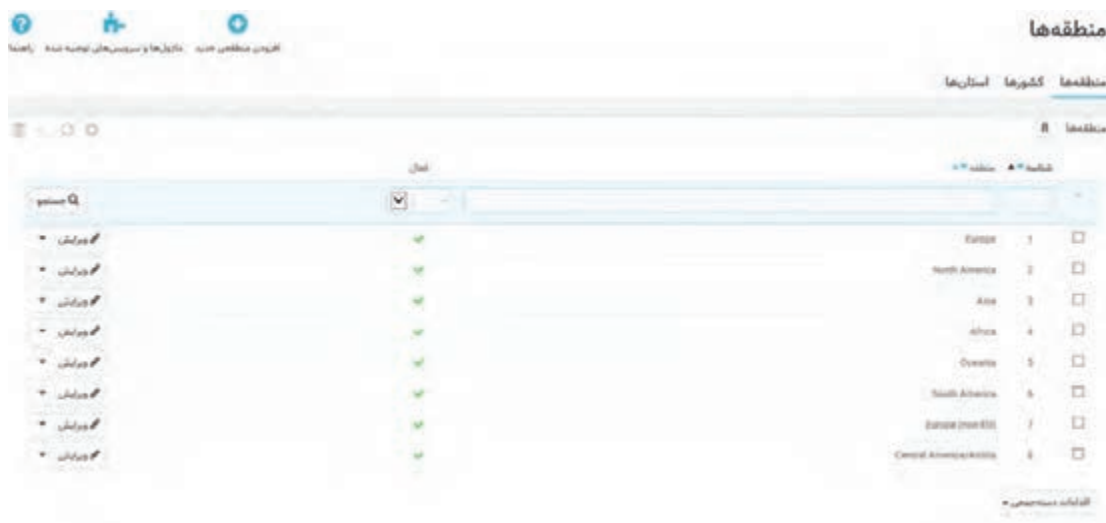 منطقه‌ها
افزودن منطقه‌ی جدید ماژول‌ها و سرویس‌های توصیه شده راهنما
منطقه‌ها کشورها استان‌ها
منطقه‌ها 8
شناسه منطقه فعال
جستجو
1 Europe ویرایش
2 North America ویرایش
3 Asia ویرایش
4 Africa ویرایش
5 Oceania ویرایش
6 South America ویرایش
7 Europe (non-EU) ویرایش
8 Central America/Antilla ویرایش
اقدامات دسته‌جمعی